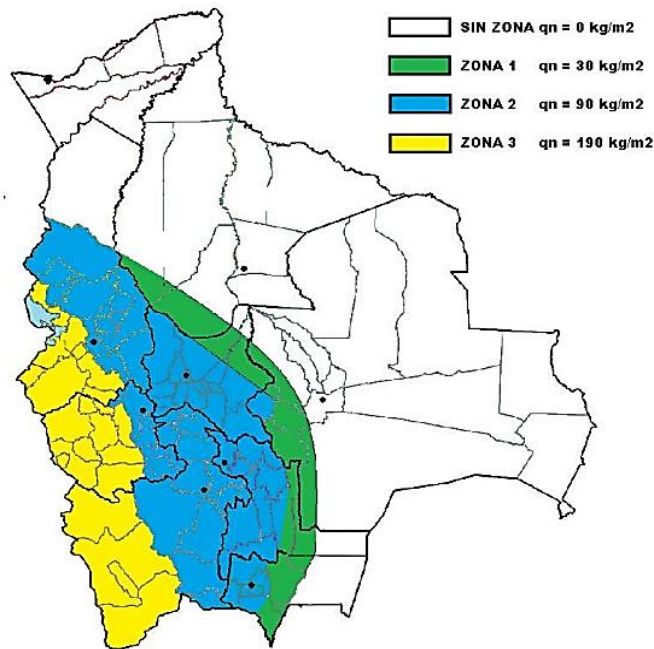 SIN ZONA qn = 0 kg/m2
ZONA 1 qn = 30 kg/m2
ZONA 2 qn = 90 kg/m2
ZONA 3 qn = 190 kg/m2